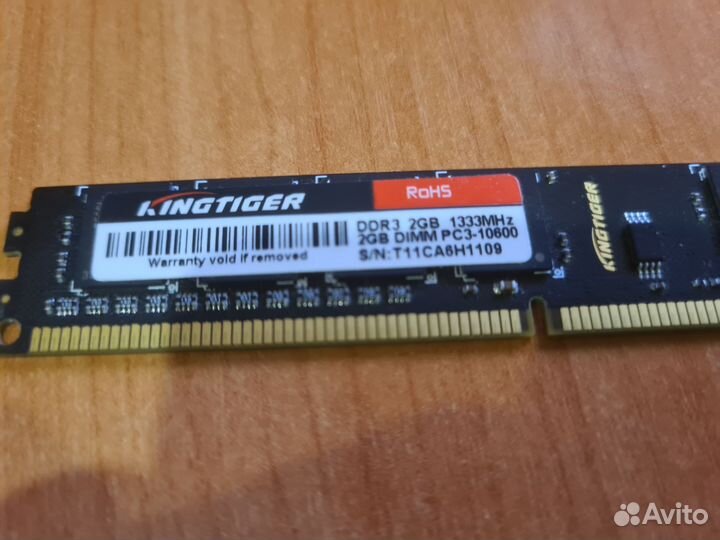 KINGTIGER
RoHS
DDR3 2GB 1333MHz
2GB DIMM PC3-10600
S/N:T11CA6H1109
Warranty void if removed
KINGTIGER
Avito